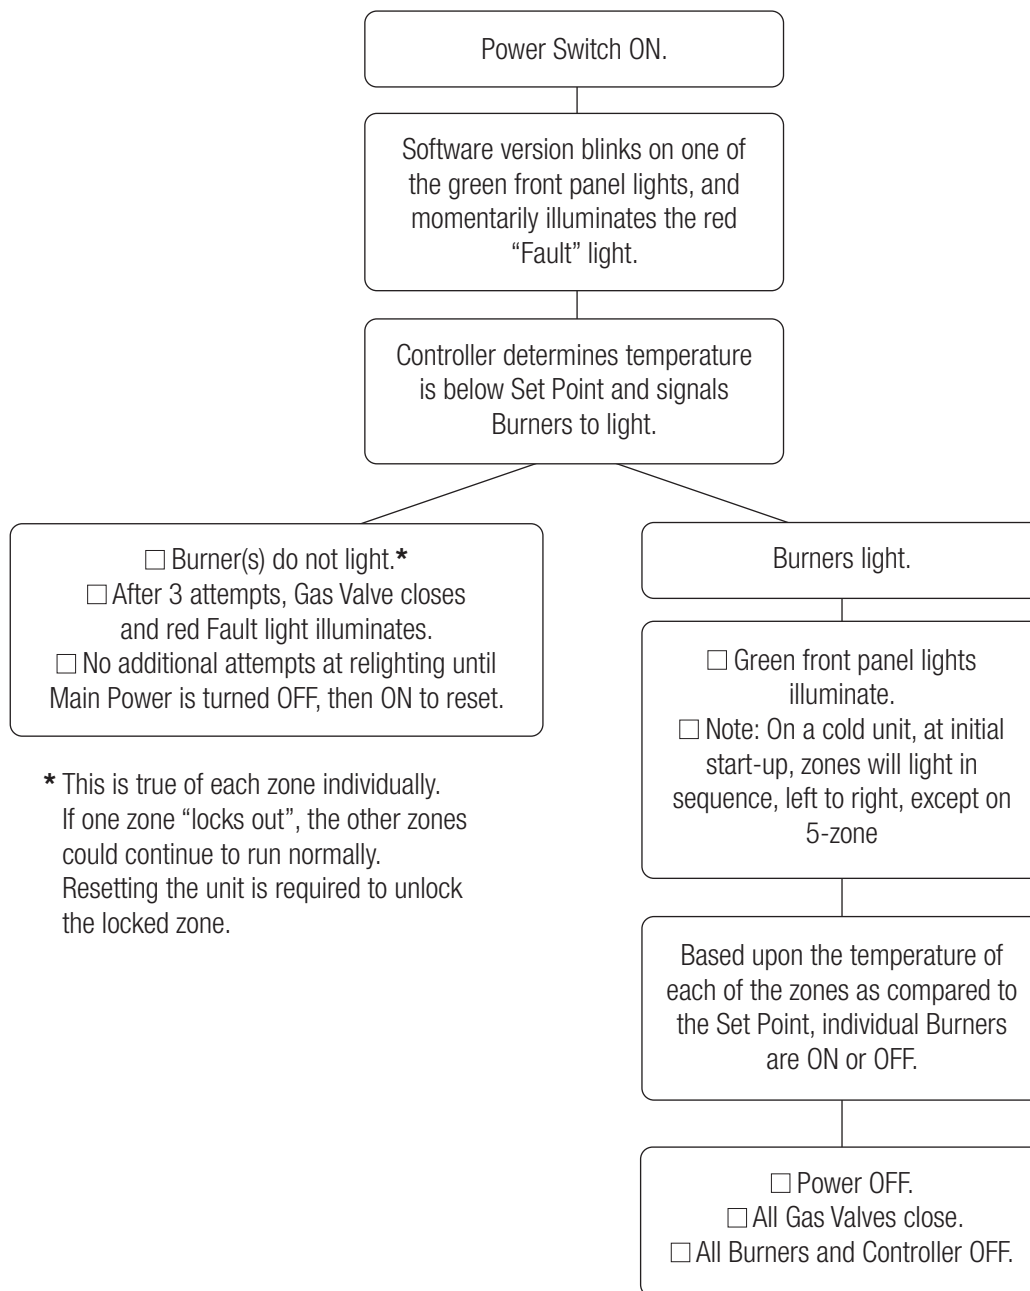 Power Switch ON.
Software version blinks on one of
the green front panel lights, and
momentarily illuminates the red
“Fault” light.
Controller determines temperature
is below Set Point and signals
Burners to light.
☐ Burner(s) do not light.*
☐ After 3 attempts, Gas Valve closes
and red Fault light illuminates.
☐ No additional attempts at relighting until
Main Power is turned OFF, then ON to reset.
* This is true of each zone individually.
If one zone “locks out”, the other zones
could continue to run normally.
Resetting the unit is required to unlock
the locked zone.
Burners light.
☐ Green front panel lights
illuminate.
☐ Note: On a cold unit, at initial
start-up, zones will light in
sequence, left to right, except on
5-zone
Based upon the temperature of
each of the zones as compared to
the Set Point, individual Burners
are ON or OFF.
☐ Power OFF.
☐ All Gas Valves close.
☐ All Burners and Controller OFF.